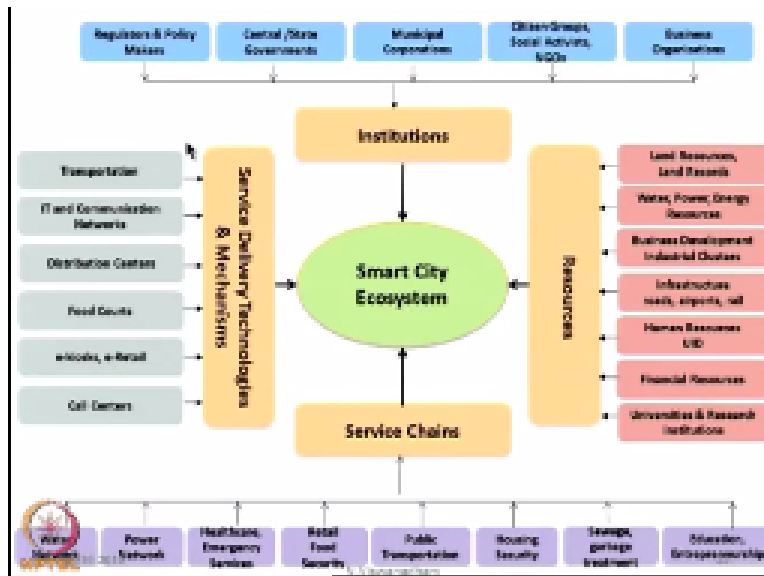 Regulators & Policy
Makers
Central /State
Governments
Municipal
Corporations
Citizen Groups,
Social Activists,
NGOs
Business
Organisations
Institutions
Transportation
IT and Communication
Networks
Distribution Centers
Food Courts
e-kiosks, e-Retail
Call Centers
Service Delivery Technologies
& Mechanisms
Smart City
Ecosystem
Resources
Land Resources,
Land Records
Water, Power, Energy
Resources
Business Development
Industrial Clusters
Infrastructure
roads, airports, rail
Human Resources
UID
Financial Resources
Universities & Research
Institutions
Service Chains
Water
Power
Network
Healthcare,
Emergency
Services
Retail
Food
Security
Public
Transportation
Housing
Security
Sewage,
garbage
treatment
Education,
Entrepreneurship
NPTEL